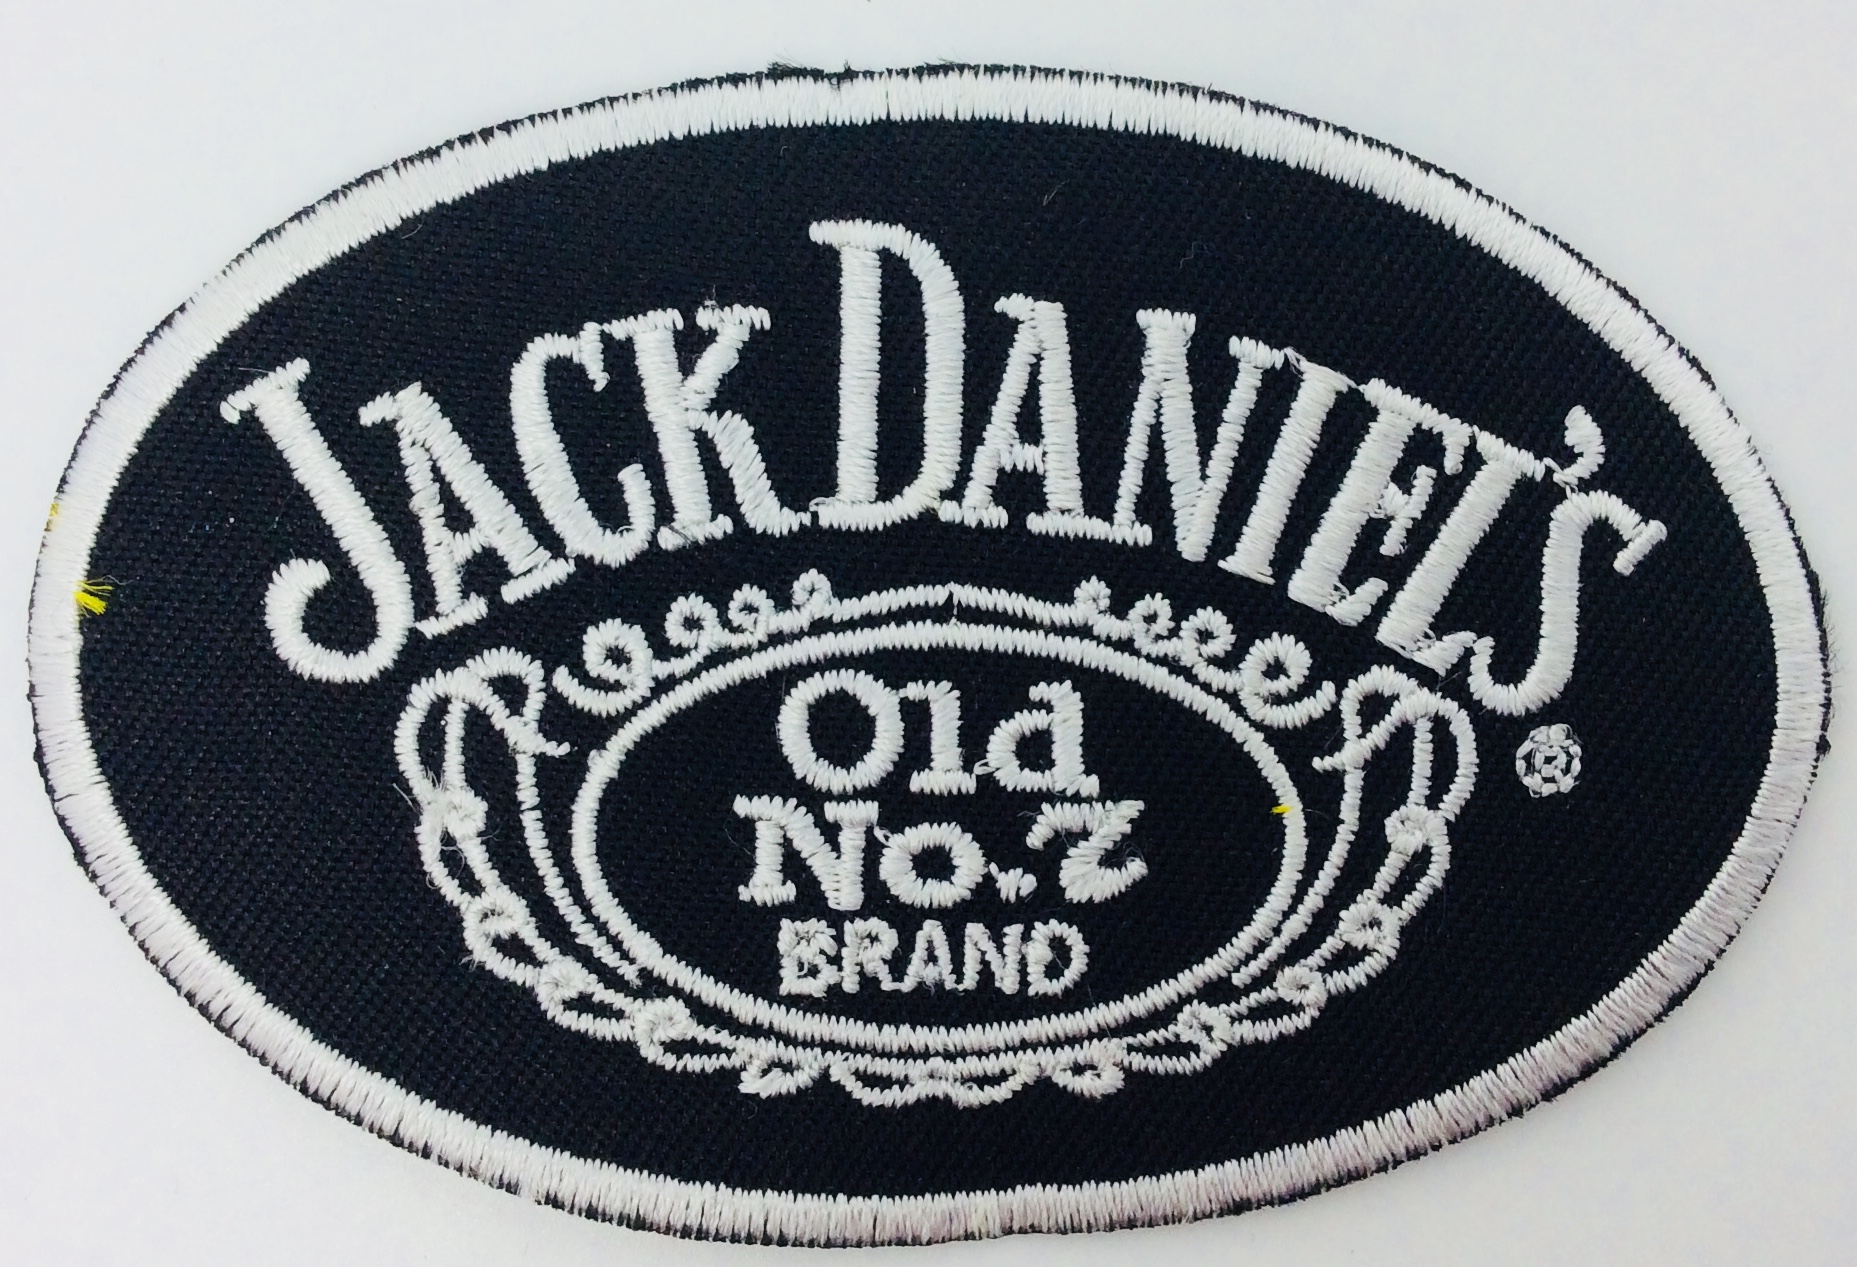 JACK DANIEL'S
®
Old
No. 7
BRAND